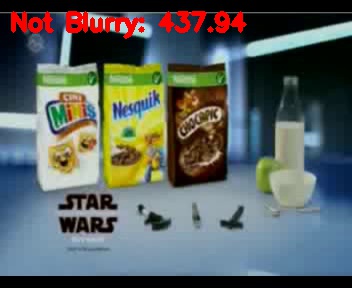 Not Blurry: 437.94
Nestlé
Nestlé
Nestlé
CINI
MINIS
Nesquik
CHOCAPIC
STAR
WARS